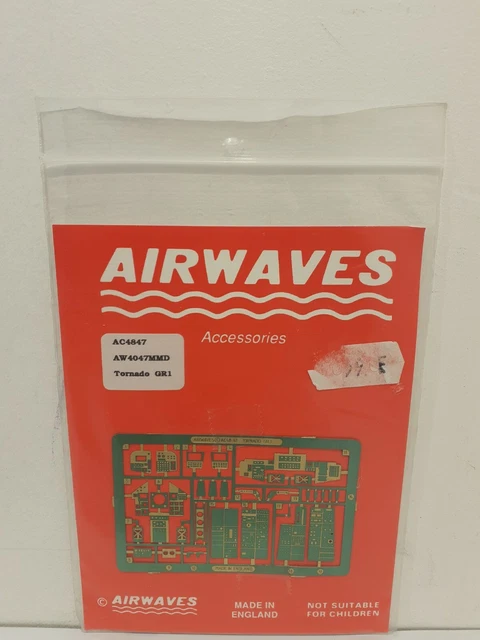 AIRWAVES
Accessories
AC4847
AW4047MMD
Tornado GR1
© AIRWAVES
MADE IN
ENGLAND
NOT SUITABLE
FOR CHILDREN